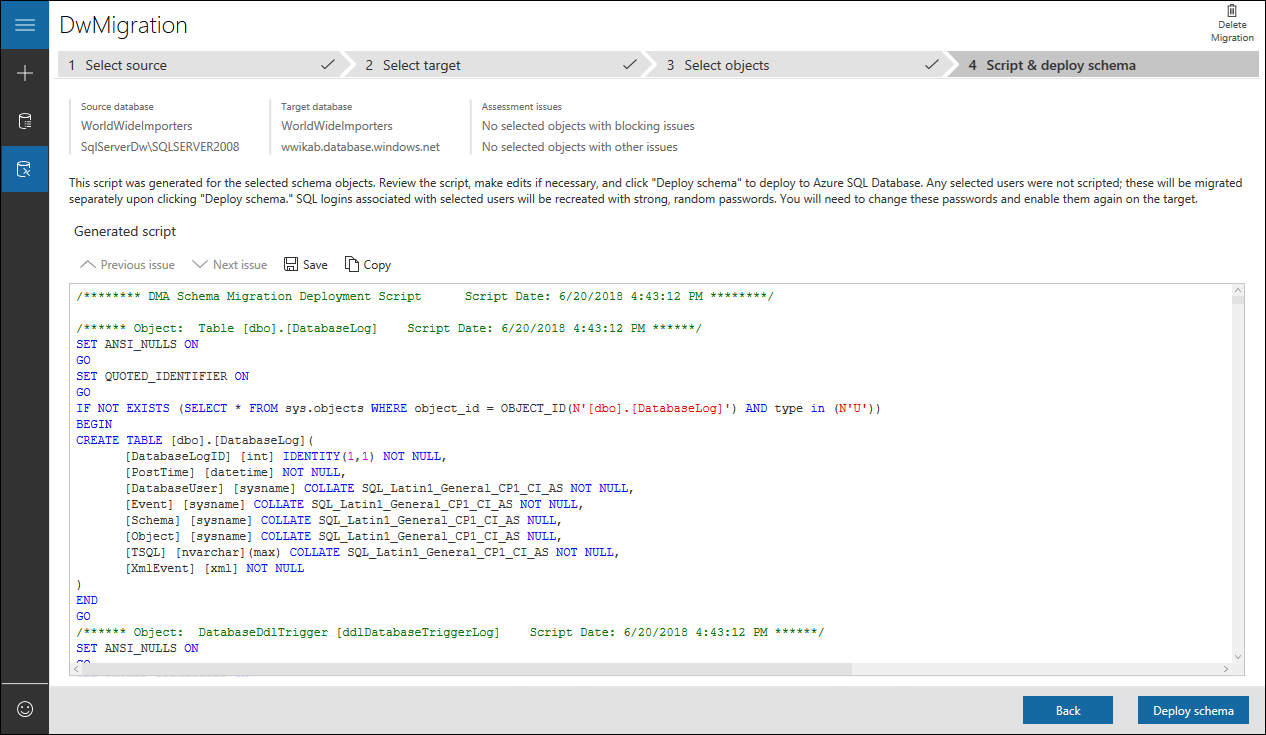 DwMigration
Delete
Migration
1 Select source
2 Select target
3 Select objects
4 Script & deploy schema
Source database
WorldWideImporters
SqlServerDw\SQLSERVER2008
Target database
WorldWideImporters
wwikab.database.windows.net
Assessment issues
No selected objects with blocking issues
No selected objects with other issues
This script was generated for the selected schema objects. Review the script, make edits if necessary, and click "Deploy schema" to deploy to Azure SQL Database. Any selected users were not scripted; these will be migrated
separately upon clicking "Deploy schema." SQL logins associated with selected users will be recreated with strong, random passwords. You will need to change these passwords and enable them again on the target.
Generated script
Previous issue Next issue Save Copy
/******** DMA Schema Migration Deployment Script      Script Date: 6/20/2018 4:43:12 PM ********/
/****** Object:  Table [dbo].[DatabaseLog]    Script Date: 6/20/2018 4:43:12 PM ******/
SET ANSI_NULLS ON
GO
SET QUOTED_IDENTIFIER ON
GO
IF NOT EXISTS (SELECT * FROM sys.objects WHERE object_id = OBJECT_ID(N'[dbo].[DatabaseLog]') AND type in (N'U'))
BEGIN
CREATE TABLE [dbo].[DatabaseLog](
[DatabaseLogID] [int] IDENTITY(1,1) NOT NULL,
[PostTime] [datetime] NOT NULL,
[DatabaseUser] [sysname] COLLATE SQL_Latin1_General_CP1_CI_AS NOT NULL,
[Event] [sysname] COLLATE SQL_Latin1_General_CP1_CI_AS NOT NULL,
[Schema] [sysname] COLLATE SQL_Latin1_General_CP1_CI_AS NULL,
[Object] [sysname] COLLATE SQL_Latin1_General_CP1_CI_AS NULL,
[TSQL] [nvarchar](max) COLLATE SQL_Latin1_General_CP1_CI_AS NOT NULL,
[XmlEvent] [xml] NOT NULL
)
END
GO
/****** Object:  DatabaseDdlTrigger [ddlDatabaseTriggerLog]    Script Date: 6/20/2018 4:43:12 PM ******/
SET ANSI_NULLS ON
GO
Back
Deploy schema